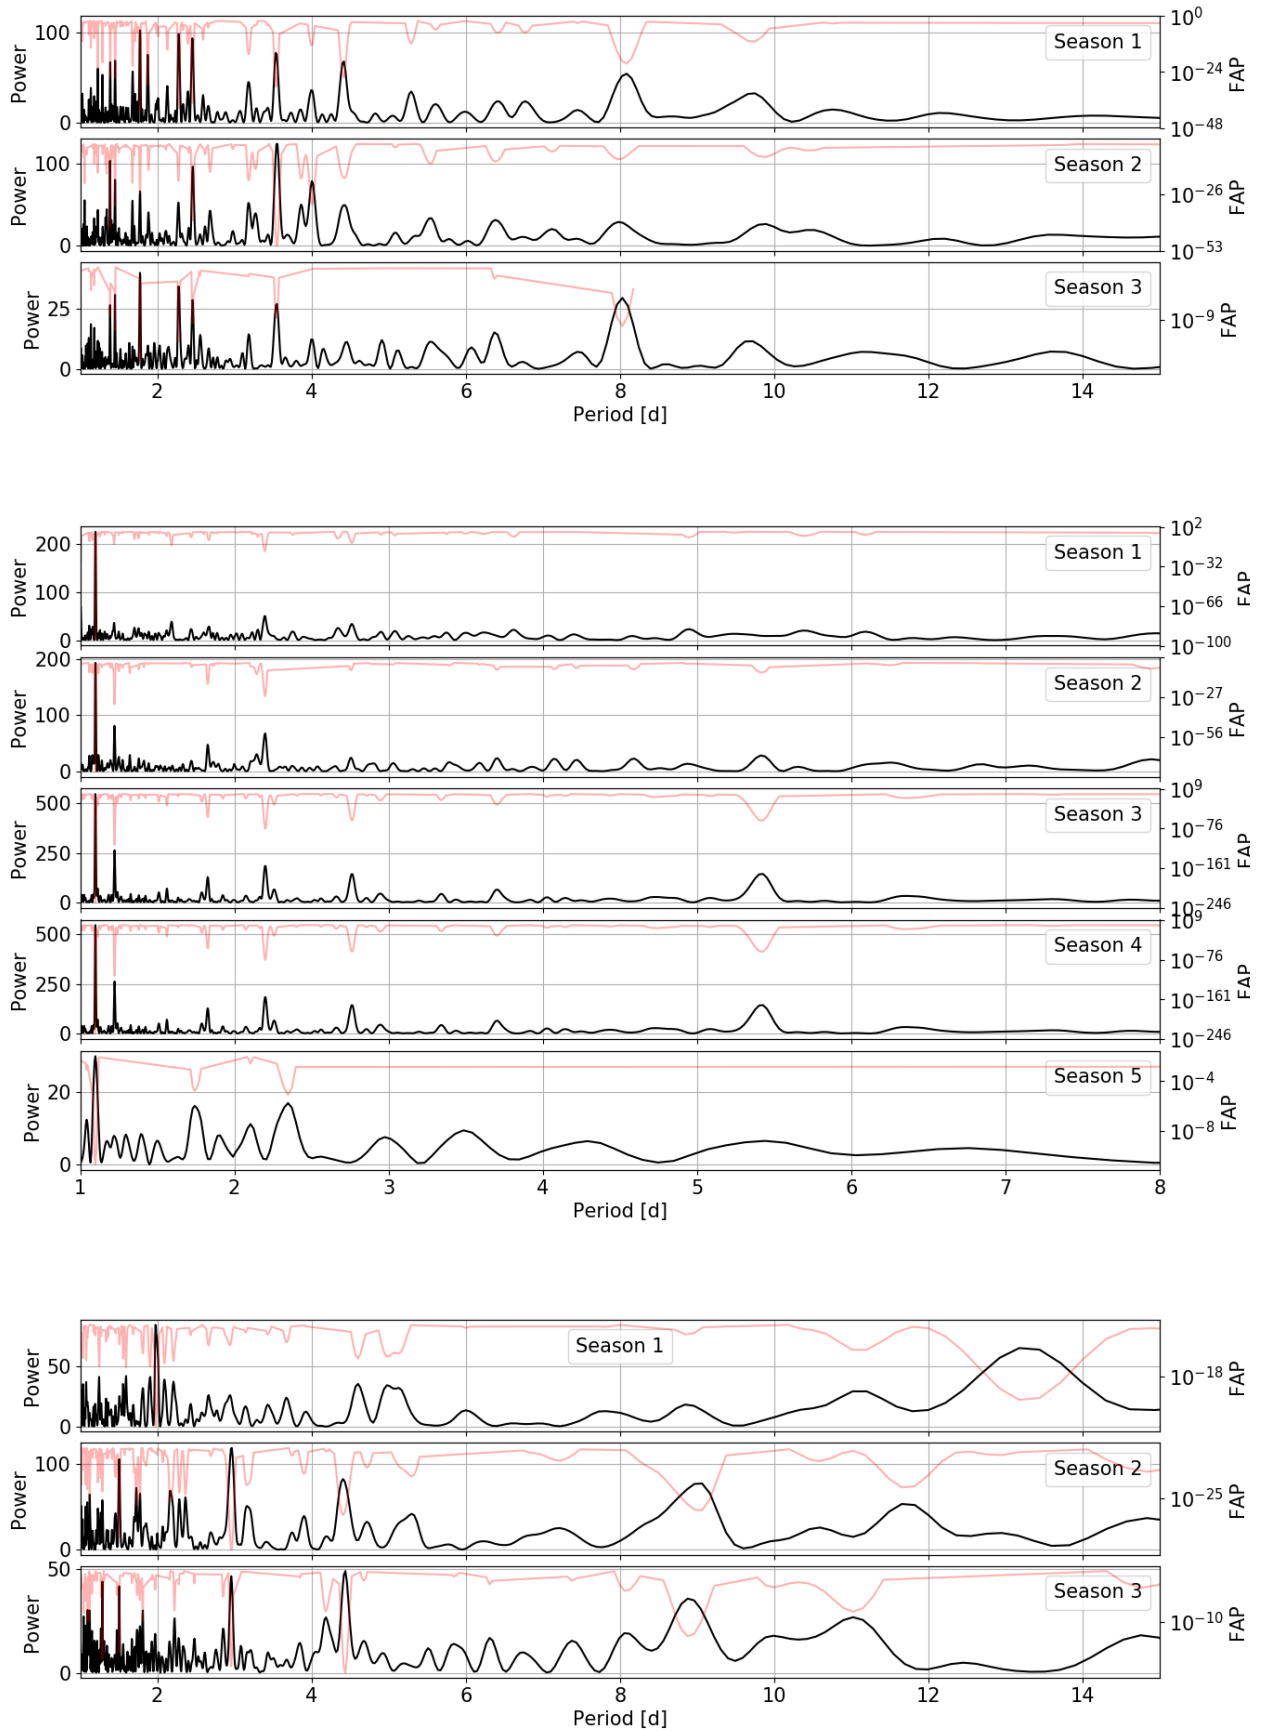 100
0
Power
Season 1
10^0
10^-24
10^-48
FAP
100
0
Power
Season 2
10^-26
10^-53
FAP
25
0
Power
Season 3
10^-9
FAP
2 4 6 8 10 12 14
Period [d]
200
100
0
Power
Season 1
10^2
10^-32
10^-66
10^-100
FAP
200
100
0
Power
Season 2
10^-27
10^-56
FAP
500
250
0
Power
Season 3
10^9
10^-76
10^-161
10^-246
FAP
500
250
0
Power
Season 4
10^9
10^-76
10^-161
10^-246
FAP
20
0
Power
Season 5
10^-4
10^-8
FAP
1 2 3 4 5 6 7 8
Period [d]
50
0
Power
Season 1
10^-18
FAP
100
0
Power
Season 2
10^-25
FAP
50
0
Power
Season 3
10^-10
FAP
2 4 6 8 10 12 14
Period [d]